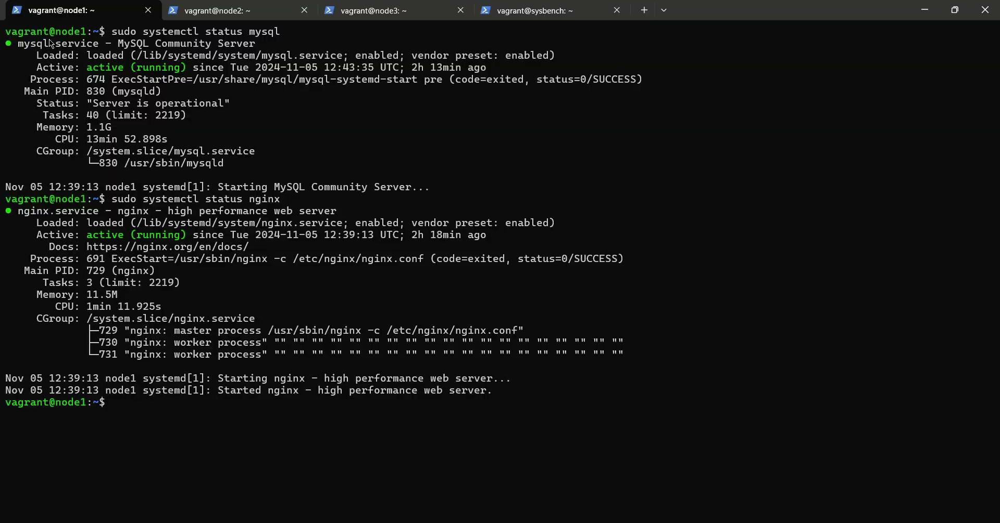 vagrant@node1: ~
vagrant@node2: ~
vagrant@node3: ~
vagrant@sysbench: ~
vagrant@node1:~$ sudo systemctl status mysql
● mysql.service - MySQL Community Server
     Loaded: loaded (/lib/systemd/system/mysql.service; enabled; vendor preset: enabled)
     Active: active (running) since Tue 2024-11-05 12:43:35 UTC; 2h 13min ago
    Process: 674 ExecStartPre=/usr/share/mysql/mysql-systemd-start pre (code=exited, status=0/SUCCESS)
   Main PID: 830 (mysqld)
     Status: "Server is operational"
      Tasks: 40 (limit: 2219)
     Memory: 1.1G
        CPU: 13min 52.898s
     CGroup: /system.slice/mysql.service
             └─830 /usr/sbin/mysqld
Nov 05 12:39:13 node1 systemd[1]: Starting MySQL Community Server...
vagrant@node1:~$ sudo systemctl status nginx
● nginx.service - nginx - high performance web server
     Loaded: loaded (/lib/systemd/system/nginx.service; enabled; vendor preset: enabled)
     Active: active (running) since Tue 2024-11-05 12:39:13 UTC; 2h 18min ago
       Docs: https://nginx.org/en/docs/
    Process: 691 ExecStart=/usr/sbin/nginx -c /etc/nginx/nginx.conf (code=exited, status=0/SUCCESS)
   Main PID: 729 (nginx)
      Tasks: 3 (limit: 2219)
     Memory: 11.5M
        CPU: 1min 11.925s
     CGroup: /system.slice/nginx.service
             ├─729 "nginx: master process /usr/sbin/nginx -c /etc/nginx/nginx.conf"
             ├─730 "nginx: worker process" "" "" "" "" "" "" "" "" "" "" "" "" "" "" "" "" "" "" ""
             └─731 "nginx: worker process" "" "" "" "" "" "" "" "" "" "" "" "" "" "" "" "" "" "" ""
Nov 05 12:39:13 node1 systemd[1]: Starting nginx - high performance web server...
Nov 05 12:39:13 node1 systemd[1]: Started nginx - high performance web server.
vagrant@node1:~$